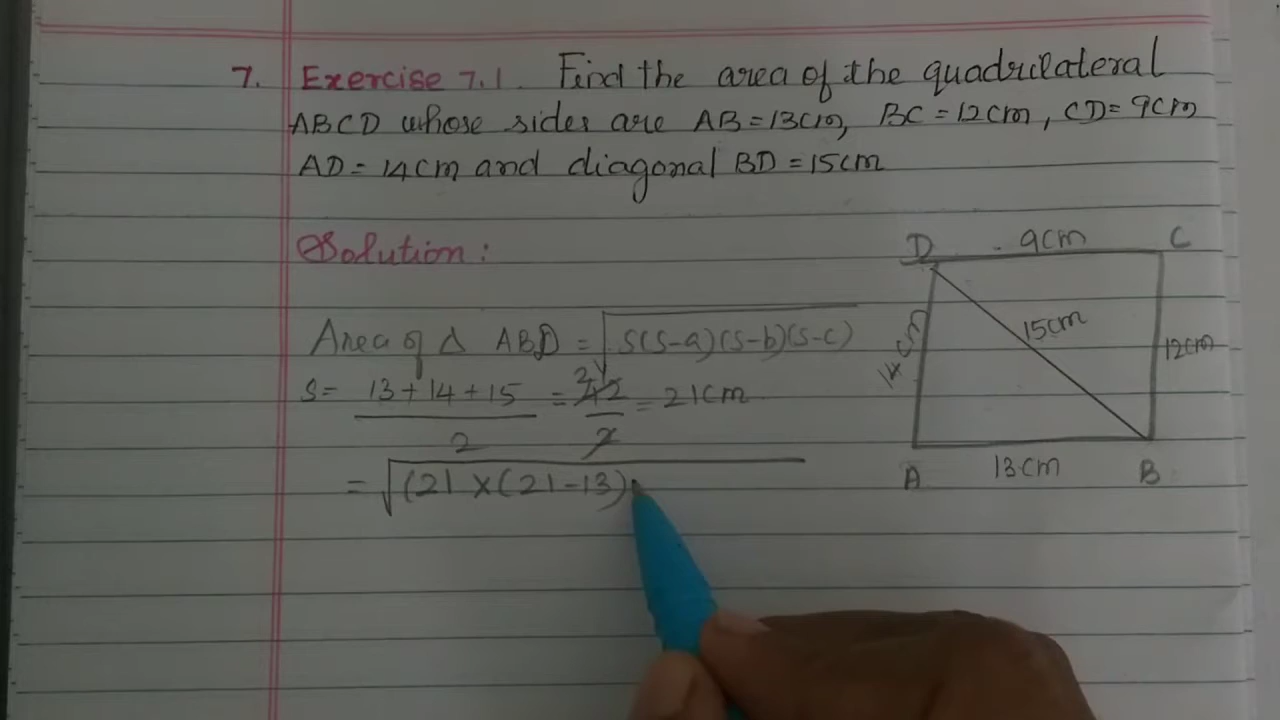 7. Exercise 7.1. Find the area of the quadrilateral
ABCD whose sides are AB = 13cm, BC = 12cm, CD = 9cm
AD = 14cm and diagonal BD = 15cm
Solution:
D 9cm C
Area of Δ ABD = √s(s-a)(s-b)(s-c)
15cm
14cm
12cm
S = 13 + 14 + 15 / 2 = 42 / 2 = 21cm
21
A 13cm B
= √(21 × (21-13)